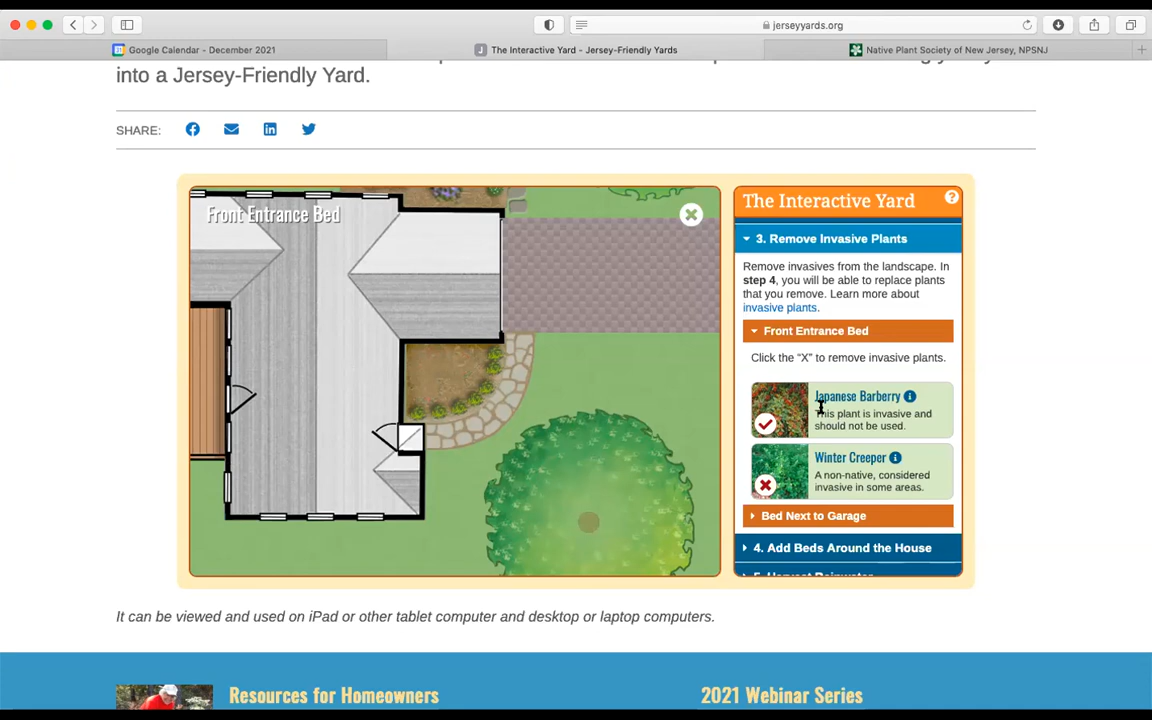 jerseyyards.org
Google Calendar - December 2021
The Interactive Yard - Jersey-Friendly Yards
Native Plant Society of New Jersey, NPSNJ
into a Jersey-Friendly Yard.
SHARE:
Front Entrance Bed
The Interactive Yard
?
3. Remove Invasive Plants
Remove invasives from the landscape. In
step 4, you will be able to replace plants
that you remove. Learn more about
invasive plants.
Front Entrance Bed
Click the "X" to remove invasive plants.
Japanese Barberry
This plant is invasive and
should not be used.
Winter Creeper
A non-native, considered
invasive in some areas.
Bed Next to Garage
4. Add Beds Around the House
5. Harvest Rainwater
It can be viewed and used on iPad or other tablet computer and desktop or laptop computers.
Resources for Homeowners
2021 Webinar Series